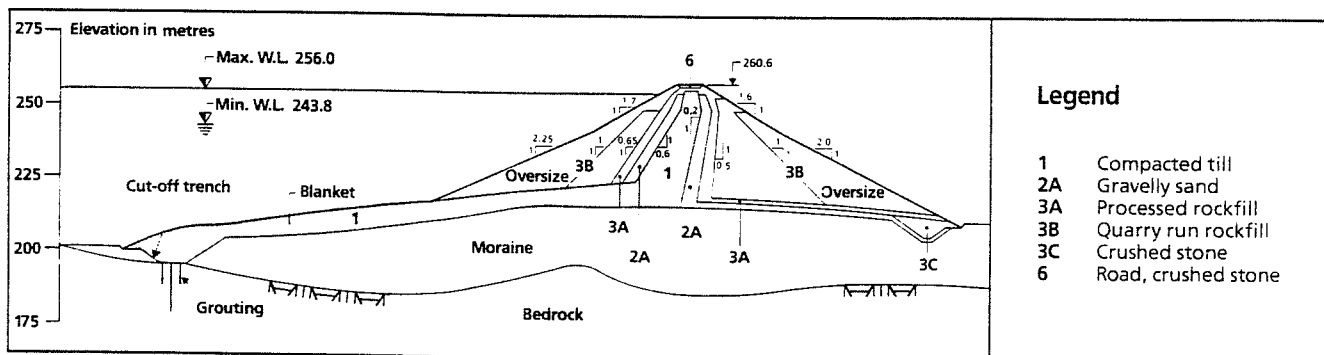 275
Elevation in metres
Max. W.L. 256.0
6
260.6
250
Min. W.L. 243.8
1.7
1
1.6
1
0.2
1
2.25
1
1
1
0.65
1
1
0.6
1
0.5
1
2.0
1
225
Cut-off trench
Blanket
Oversize
3B
1
3B
Oversize
1
200
3A
2A
2A
3A
3C
Moraine
Grouting
175
Bedrock
Legend
1 Compacted till
2A Gravelly sand
3A Processed rockfill
3B Quarry run rockfill
3C Crushed stone
6 Road, crushed stone